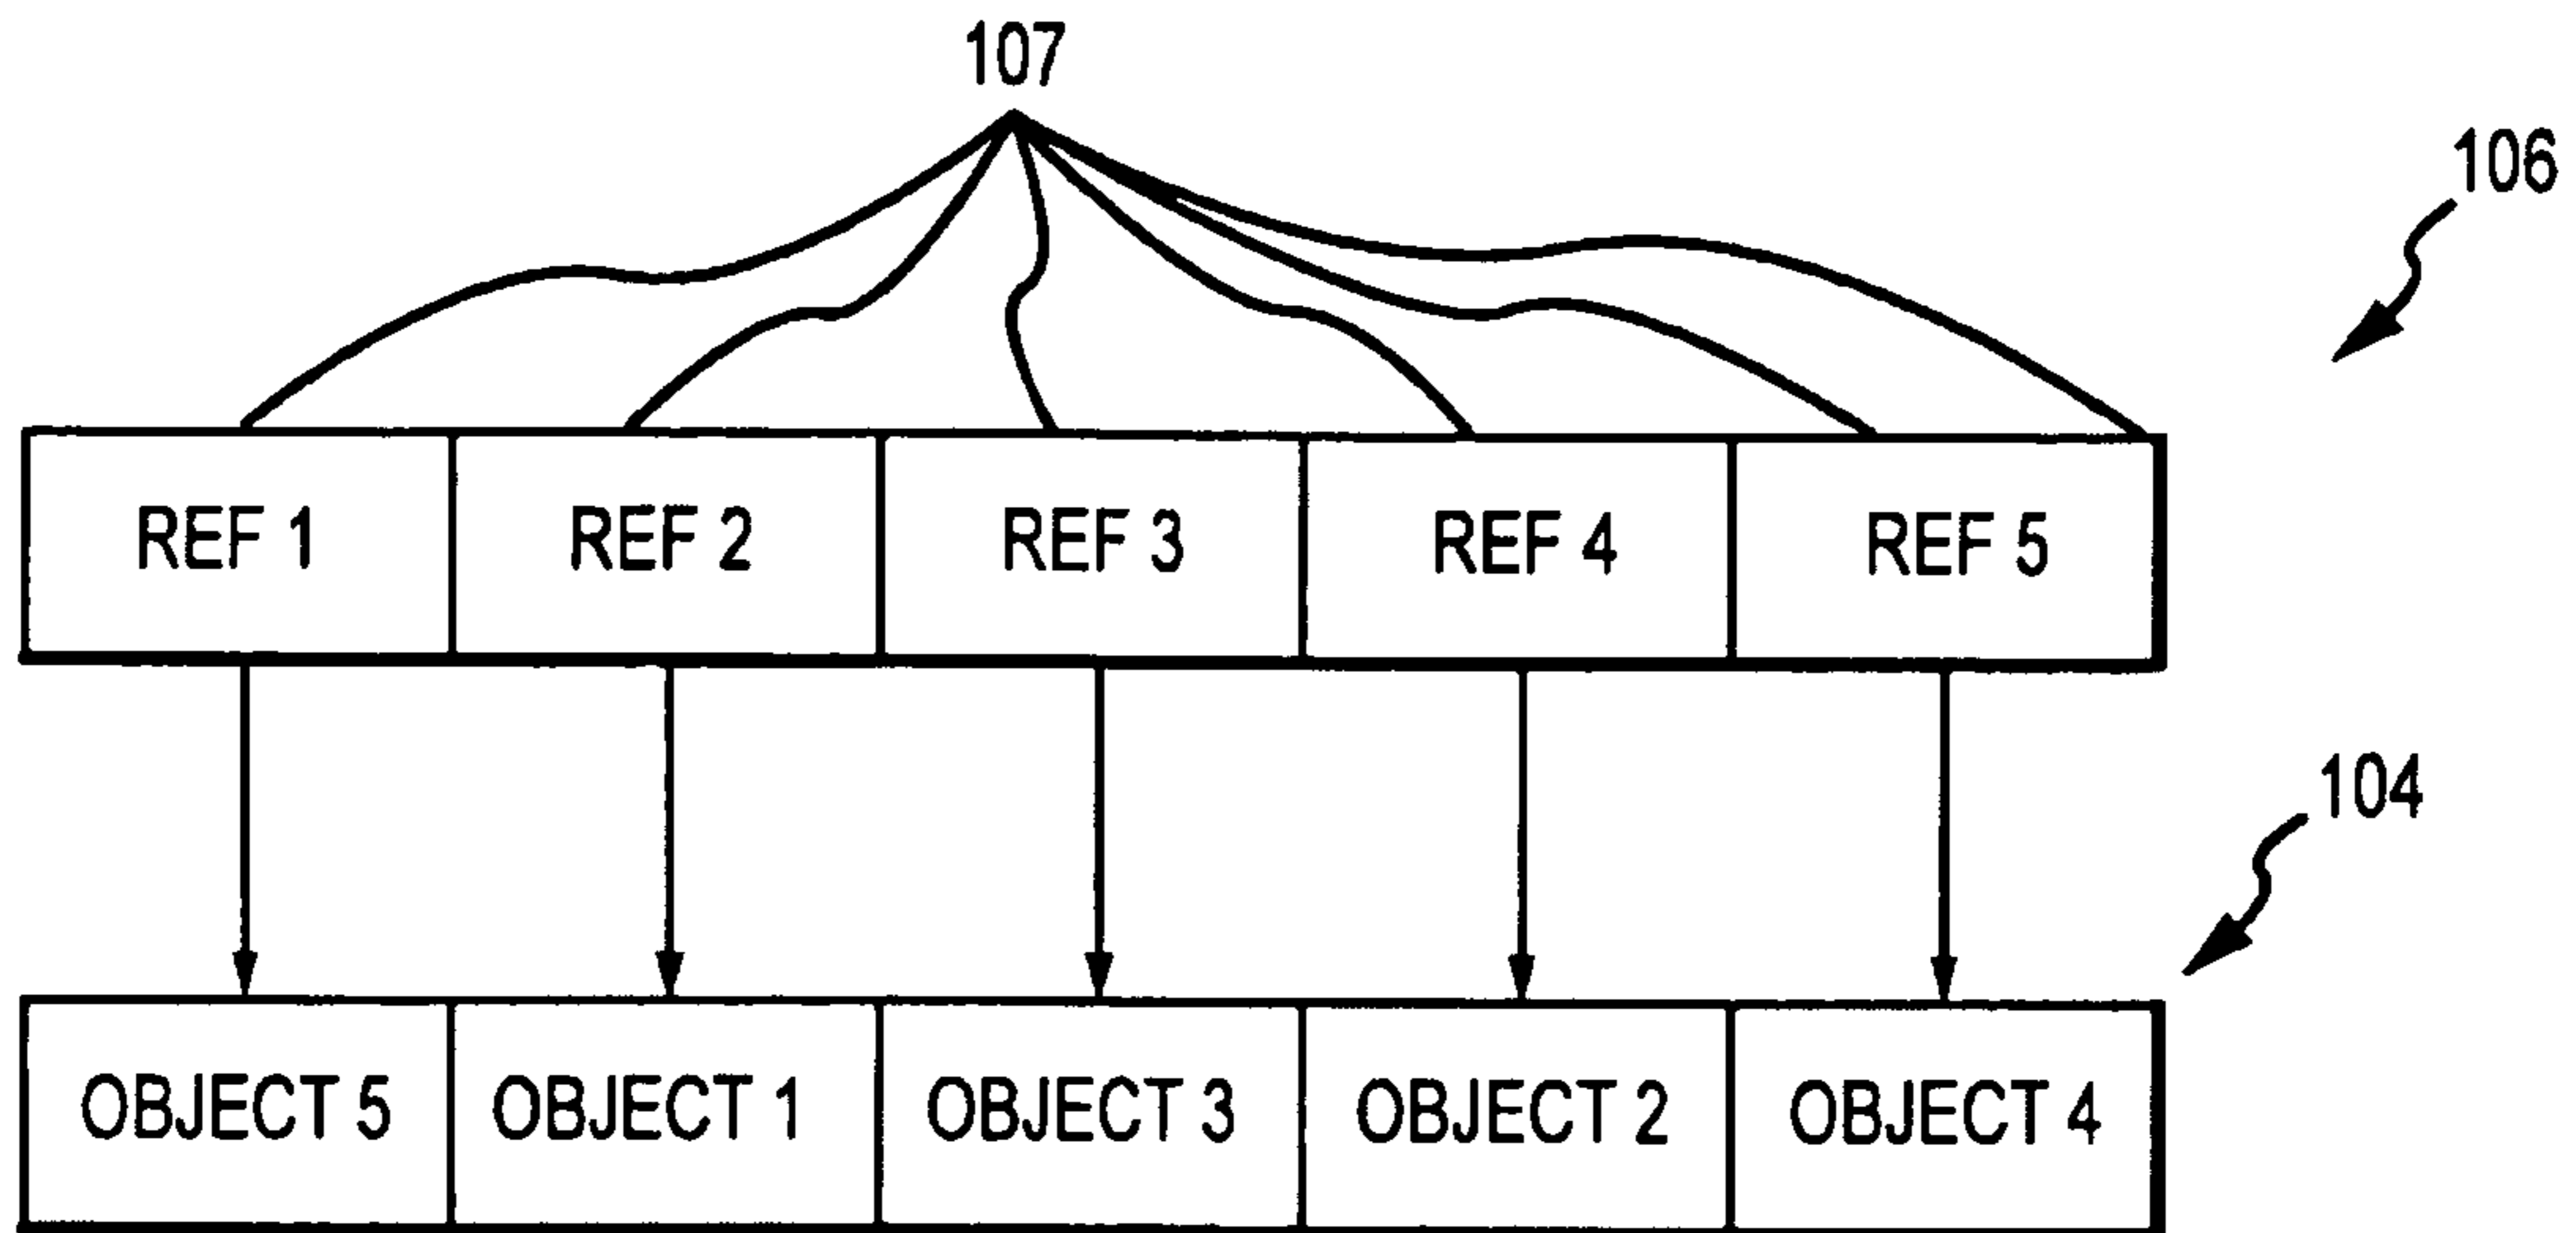 107
106
REF 1 REF 2 REF 3 REF 4 REF 5
104
OBJECT 5 OBJECT 1 OBJECT 3 OBJECT 2 OBJECT 4